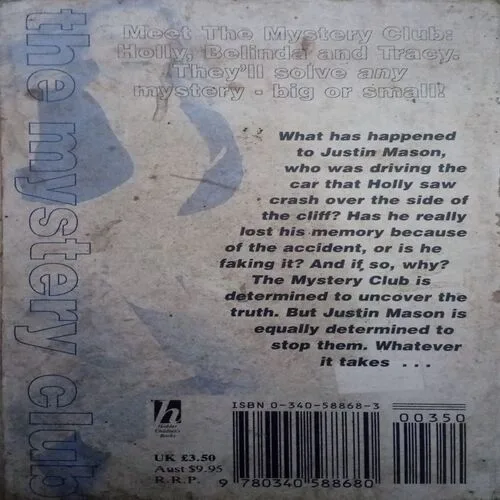 the mystery club
Meet The Mystery Club:
Holly, Belinda and Tracy.
They'll solve any
mystery - big or small!
What has happened
to Justin Mason,
who was driving the
car that Holly saw
crash over the side of
the cliff? Has he really
lost his memory because
of the accident, or is he
faking it? And if so, why?
The Mystery Club is
determined to uncover the
truth. But Justin Mason is
equally determined to
stop them. Whatever
it takes ...
h
Hodder
Children's
Books
UK £3.50
Aust $9.95
R.R.P.
ISBN 0-340-58868-3
00350
9 780340 588680